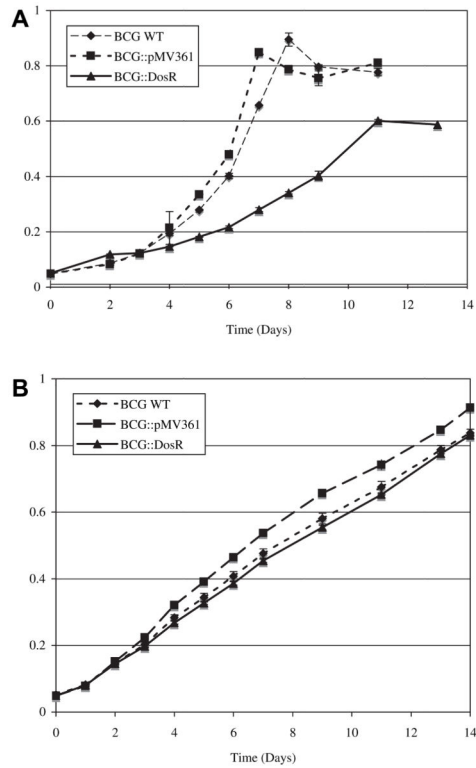 A
BCG WT
BCG::pMV361
BCG::DosR
1
0.8
0.6
0.4
0.2
0
0 2 4 6 8 10 12 14
Time (Days)
B
BCG WT
BCG::pMV361
BCG::DosR
1
0.8
0.6
0.4
0.2
0
0 2 4 6 8 10 12 14
Time (Days)